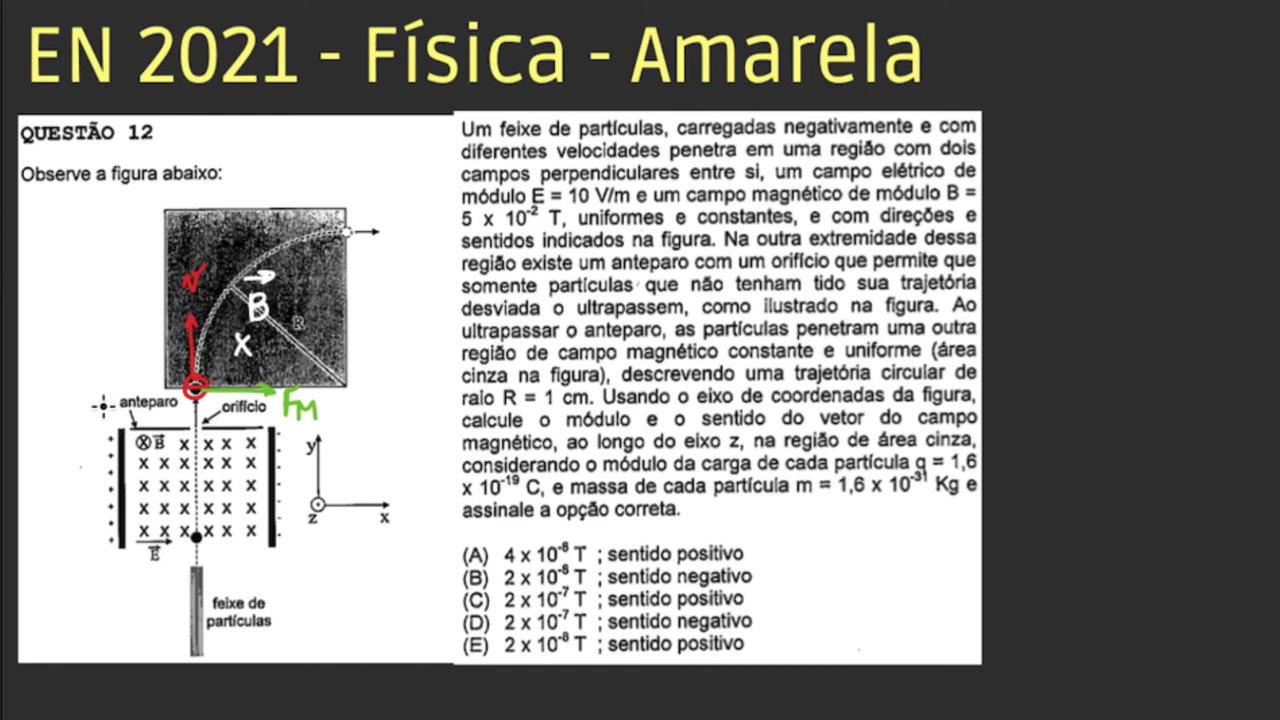 EN 2021 - Física - Amarela
QUESTÃO 12
Observe a figura abaixo:
V
B
R
X
FM
anteparo
orifício
B X X X X
X X X X X X
X X X X X X
X X X X X X
X X X X X X
E
y
z
x
feixe de
partículas
Um feixe de partículas, carregadas negativamente e com
diferentes velocidades penetra em uma região com dois
campos perpendiculares entre si, um campo elétrico de
módulo E = 10 V/m e um campo magnético de módulo B =
5 x 10⁻² T, uniformes e constantes, e com direções e
sentidos indicados na figura. Na outra extremidade dessa
região existe um anteparo com um orifício que permite que
somente partículas que não tenham tido sua trajetória
desviada o ultrapassem, como ilustrado na figura. Ao
ultrapassar o anteparo, as partículas penetram uma outra
região de campo magnético constante e uniforme (área
cinza na figura), descrevendo uma trajetória circular de
raio R = 1 cm. Usando o eixo de coordenadas da figura,
calcule o módulo e o sentido do vetor do campo
magnético, ao longo do eixo z, na região de área cinza,
considerando o módulo da carga de cada partícula q = 1,6
x 10⁻¹⁹ C, e massa de cada partícula m = 1,6 x 10⁻³¹ Kg e
assinale a opção correta.
(A) 4 x 10⁻⁸ T ; sentido positivo
(B) 2 x 10⁻⁸ T ; sentido negativo
(C) 2 x 10⁻⁷ T ; sentido positivo
(D) 2 x 10⁻⁷ T ; sentido negativo
(E) 2 x 10⁻⁸ T ; sentido positivo